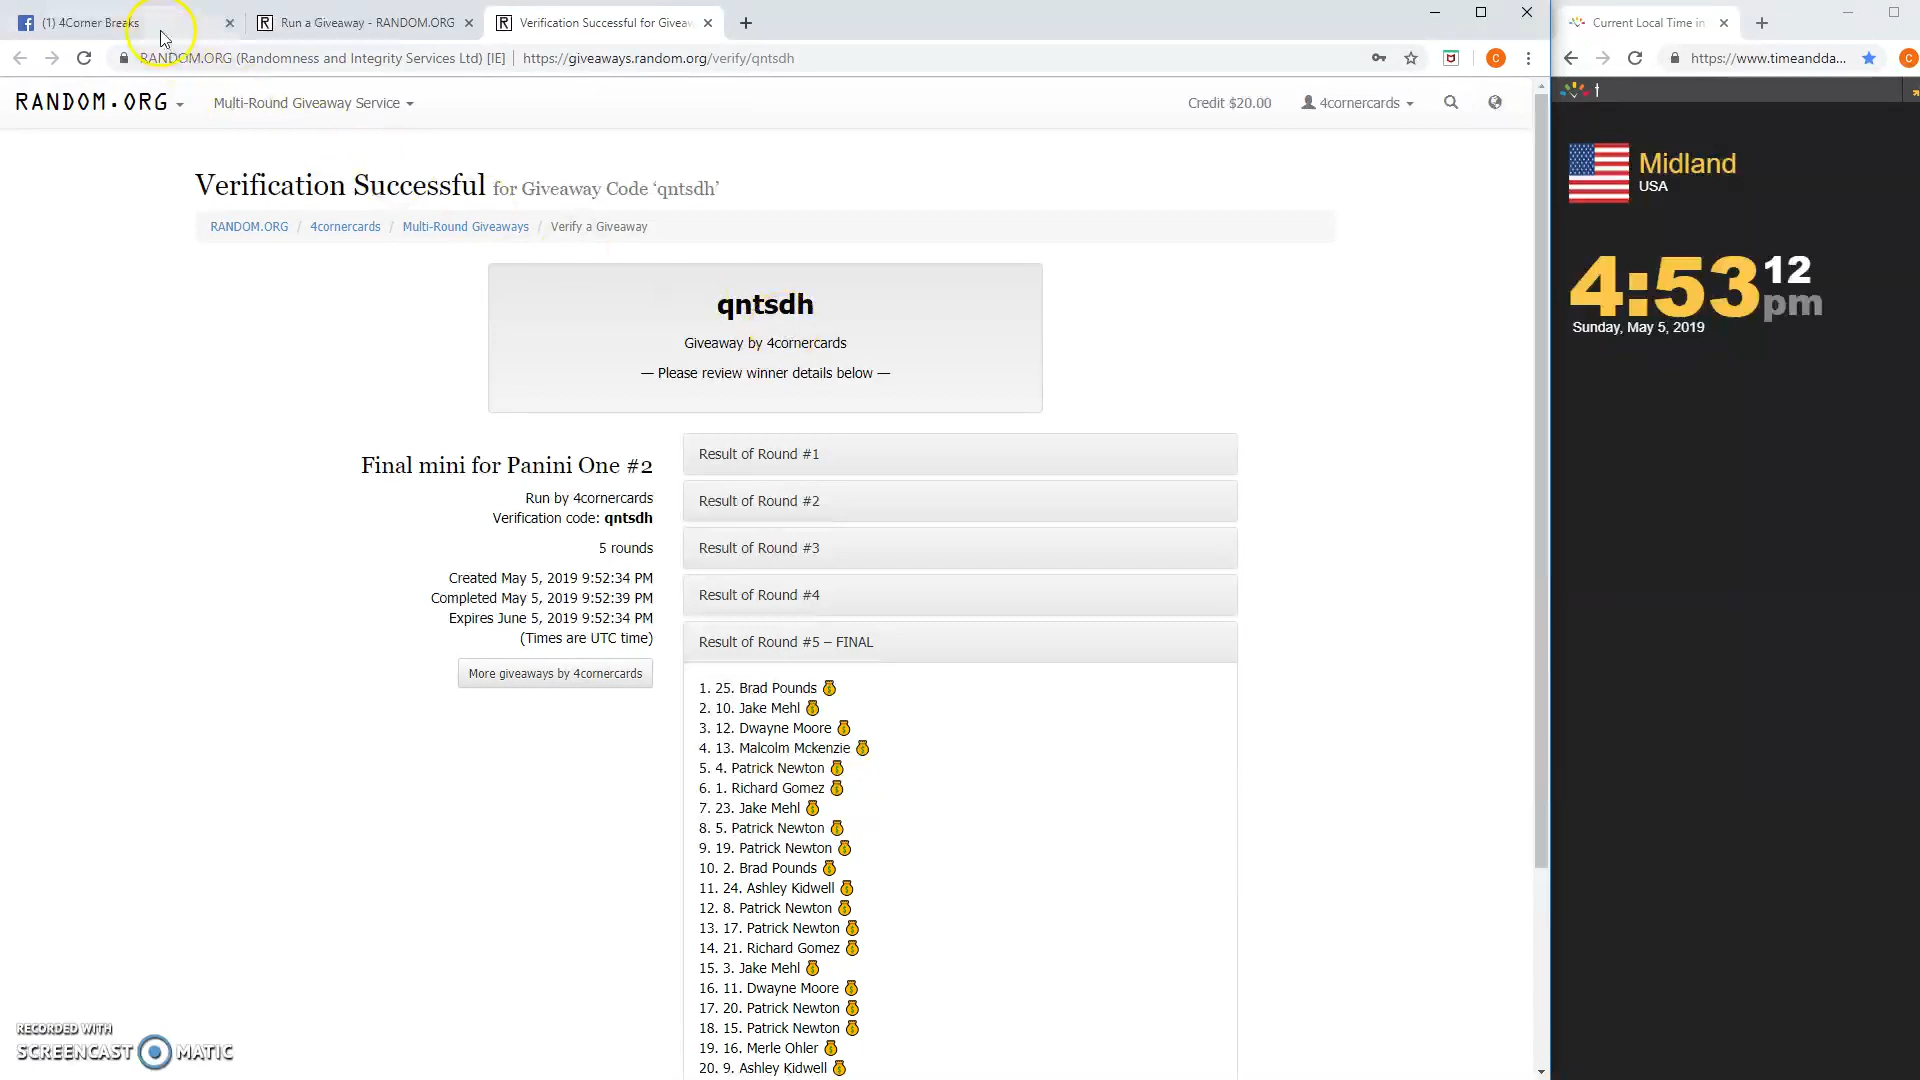 (1) 4Corner Breaks
Run a Giveaway - RANDOM.ORG
Verification Successful for Giveaw
Current Local Time in
RANDOM.ORG (Randomness and Integrity Services Ltd) [IE]
https://giveaways.random.org/verify/qntsdh
C
https://www.timeandda...
C
RANDOM.ORG
Multi-Round Giveaway Service
Credit $20.00
4cornercards
Midland
USA
4:53 12 pm
Sunday, May 5, 2019
Verification Successful for Giveaway Code ‘qntsdh’
RANDOM.ORG / 4cornercards / Multi-Round Giveaways / Verify a Giveaway
qntsdh
Giveaway by 4cornercards
— Please review winner details below —
Final mini for Panini One #2
Run by 4cornercards
Verification code: qntsdh
5 rounds
Created May 5, 2019 9:52:34 PM
Completed May 5, 2019 9:52:39 PM
Expires June 5, 2019 9:52:34 PM
(Times are UTC time)
More giveaways by 4cornercards
Result of Round #1
Result of Round #2
Result of Round #3
Result of Round #4
Result of Round #5 – FINAL
1. 25. Brad Pounds
2. 10. Jake Mehl
3. 12. Dwayne Moore
4. 13. Malcolm Mckenzie
5. 4. Patrick Newton
6. 1. Richard Gomez
7. 23. Jake Mehl
8. 5. Patrick Newton
9. 19. Patrick Newton
10. 2. Brad Pounds
11. 24. Ashley Kidwell
12. 8. Patrick Newton
13. 17. Patrick Newton
14. 21. Richard Gomez
15. 3. Jake Mehl
16. 11. Dwayne Moore
17. 20. Patrick Newton
18. 15. Patrick Newton
19. 16. Merle Ohler
20. 9. Ashley Kidwell
RECORDED WITH
SCREENCAST MATIC